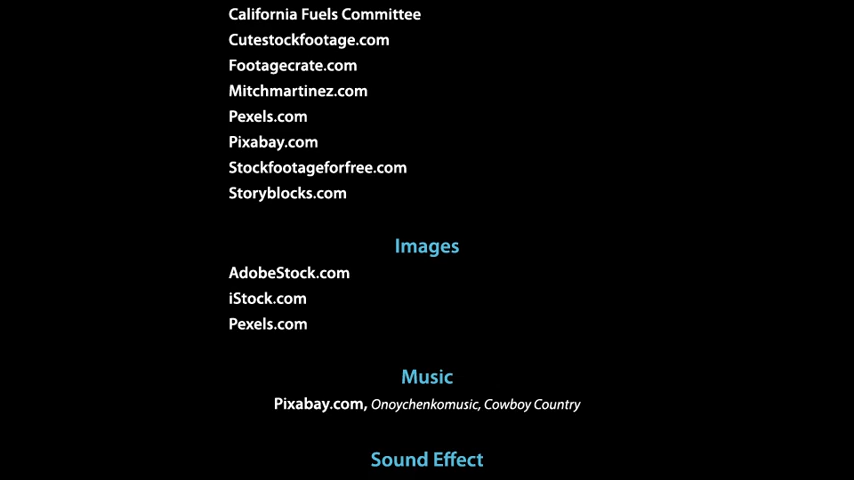 California Fuels Committee
Cutestockfootage.com
Footagecrate.com
Mitchmartinez.com
Pexels.com
Pixabay.com
Stockfootageforfree.com
Storyblocks.com
Images
AdobeStock.com
iStock.com
Pexels.com
Music
Pixabay.com, Onoychenkomusic, Cowboy Country
Sound Effect